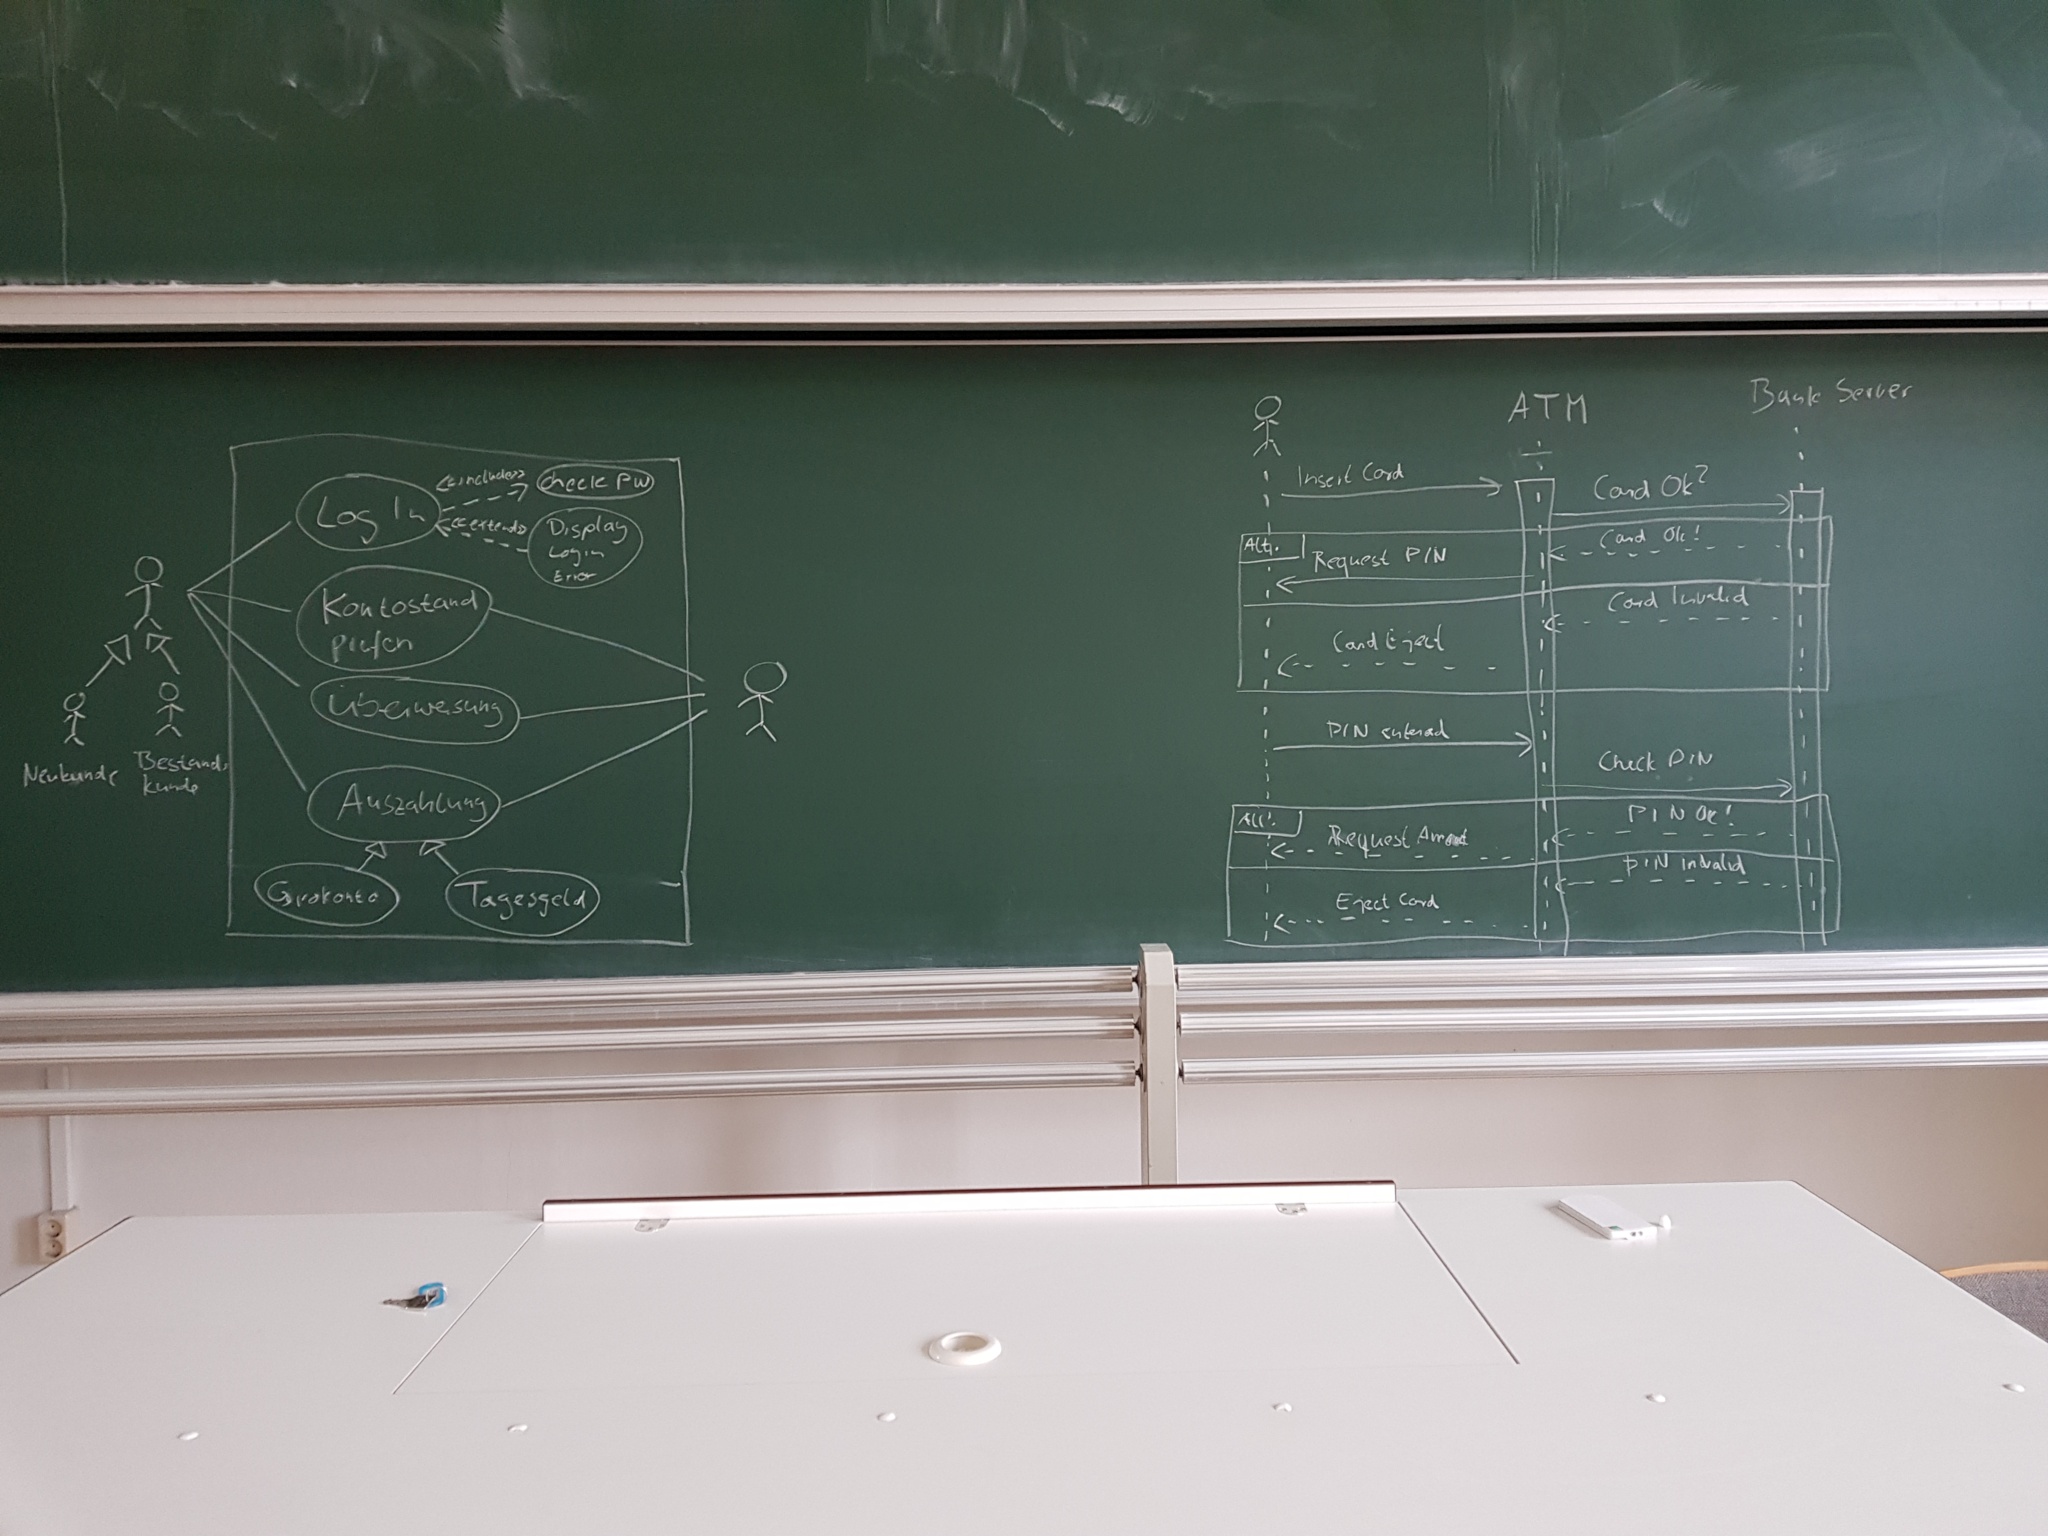 Log In
<<include>>
Check PW
<<extends>>
Display
Login
Error
Kontostand
prüfen
Überweisung
Auszahlung
Girokonto
Tagesgeld
Neukunde
Bestands
kunde
ATM
Bank Server
Insert Card
Card Ok?
Alt.
Card Ok!
Request PIN
Card Invalid
Card Eject
PIN entered
Check PIN
Alt.
PIN Ok!
Request Amount
PIN invalid
Eject Card